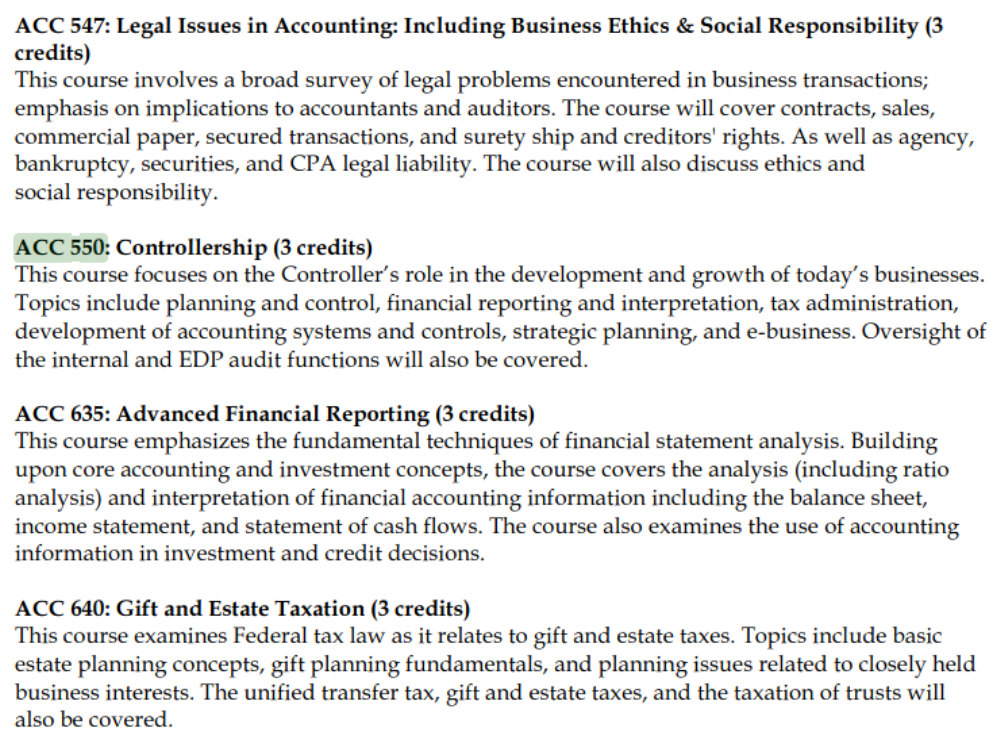 ACC 547: Legal Issues in Accounting: Including Business Ethics & Social Responsibility (3
credits)
This course involves a broad survey of legal problems encountered in business transactions;
emphasis on implications to accountants and auditors. The course will cover contracts, sales,
commercial paper, secured transactions, and surety ship and creditors' rights. As well as agency,
bankruptcy, securities, and CPA legal liability. The course will also discuss ethics and
social responsibility.
ACC 550: Controllership (3 credits)
This course focuses on the Controller’s role in the development and growth of today’s businesses.
Topics include planning and control, financial reporting and interpretation, tax administration,
development of accounting systems and controls, strategic planning, and e-business. Oversight of
the internal and EDP audit functions will also be covered.
ACC 635: Advanced Financial Reporting (3 credits)
This course emphasizes the fundamental techniques of financial statement analysis. Building
upon core accounting and investment concepts, the course covers the analysis (including ratio
analysis) and interpretation of financial accounting information including the balance sheet,
income statement, and statement of cash flows. The course also examines the use of accounting
information in investment and credit decisions.
ACC 640: Gift and Estate Taxation (3 credits)
This course examines Federal tax law as it relates to gift and estate taxes. Topics include basic
estate planning concepts, gift planning fundamentals, and planning issues related to closely held
business interests. The unified transfer tax, gift and estate taxes, and the taxation of trusts will
also be covered.